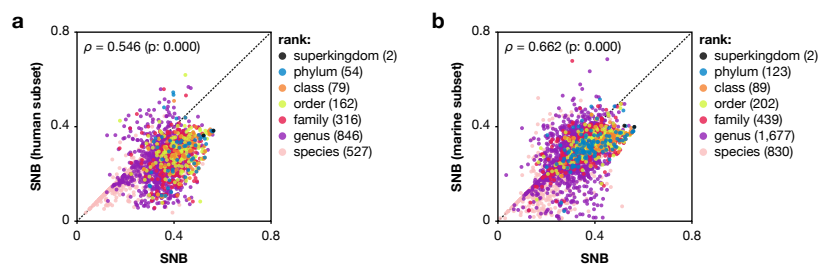 a
0.8
0.4
0
SNB (human subset)
ρ = 0.546 (p: 0.000)
0
0.4
0.8
SNB
rank:
superkingdom (2)
phylum (54)
class (79)
order (162)
family (316)
genus (846)
species (527)
b
0.8
0.4
0
SNB (marine subset)
ρ = 0.662 (p: 0.000)
0
0.4
0.8
SNB
rank:
superkingdom (2)
phylum (123)
class (89)
order (202)
family (439)
genus (1,677)
species (830)